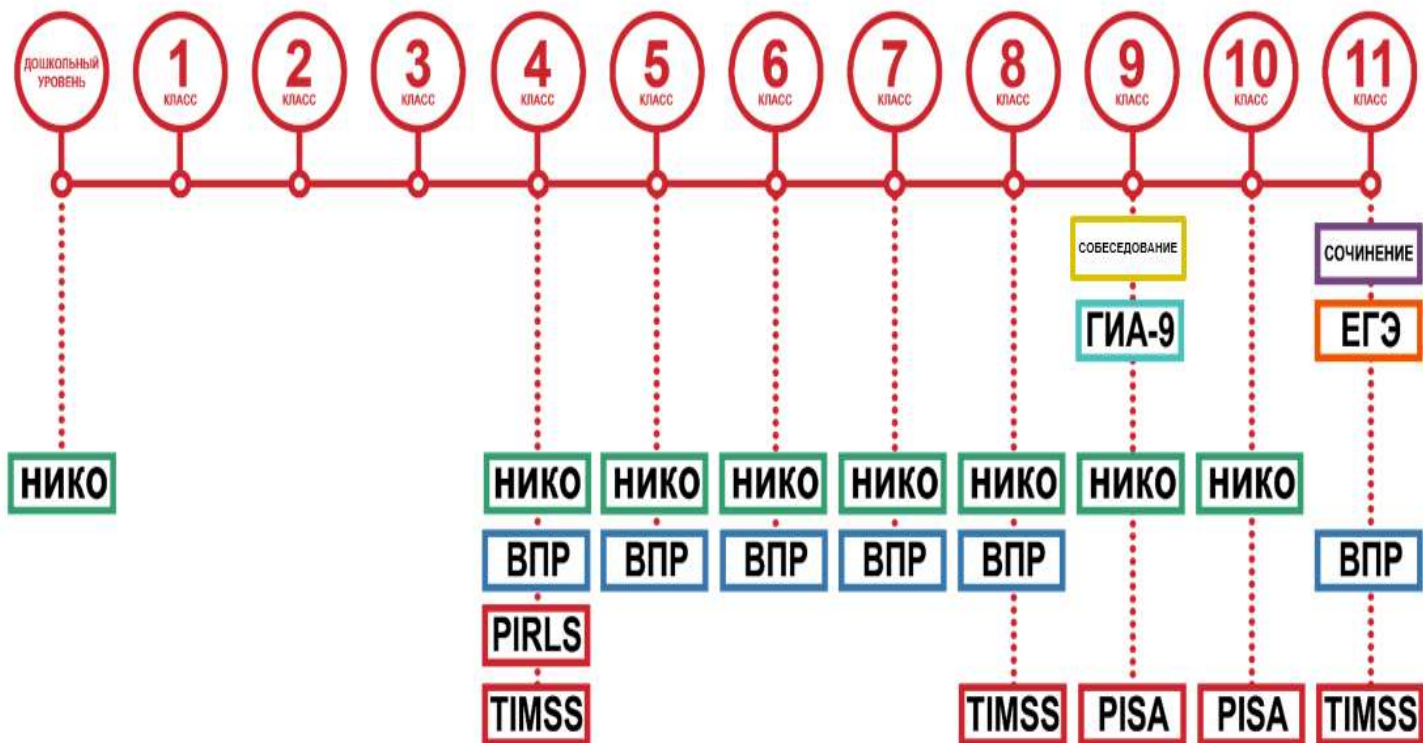 ДОШКОЛЬНЫЙ
УРОВЕНЬ
1
КЛАСС
2
КЛАСС
3
КЛАСС
4
КЛАСС
5
КЛАСС
6
КЛАСС
7
КЛАСС
8
КЛАСС
9
КЛАСС
10
КЛАСС
11
КЛАСС
СОБЕСЕДОВАНИЕ
СОЧИНЕНИЕ
ГИА-9
ЕГЭ
НИКО
НИКО
НИКО
НИКО
НИКО
НИКО
НИКО
НИКО
ВПР
ВПР
ВПР
ВПР
ВПР
ВПР
PIRLS
TIMSS
TIMSS
PISA
PISA
TIMSS